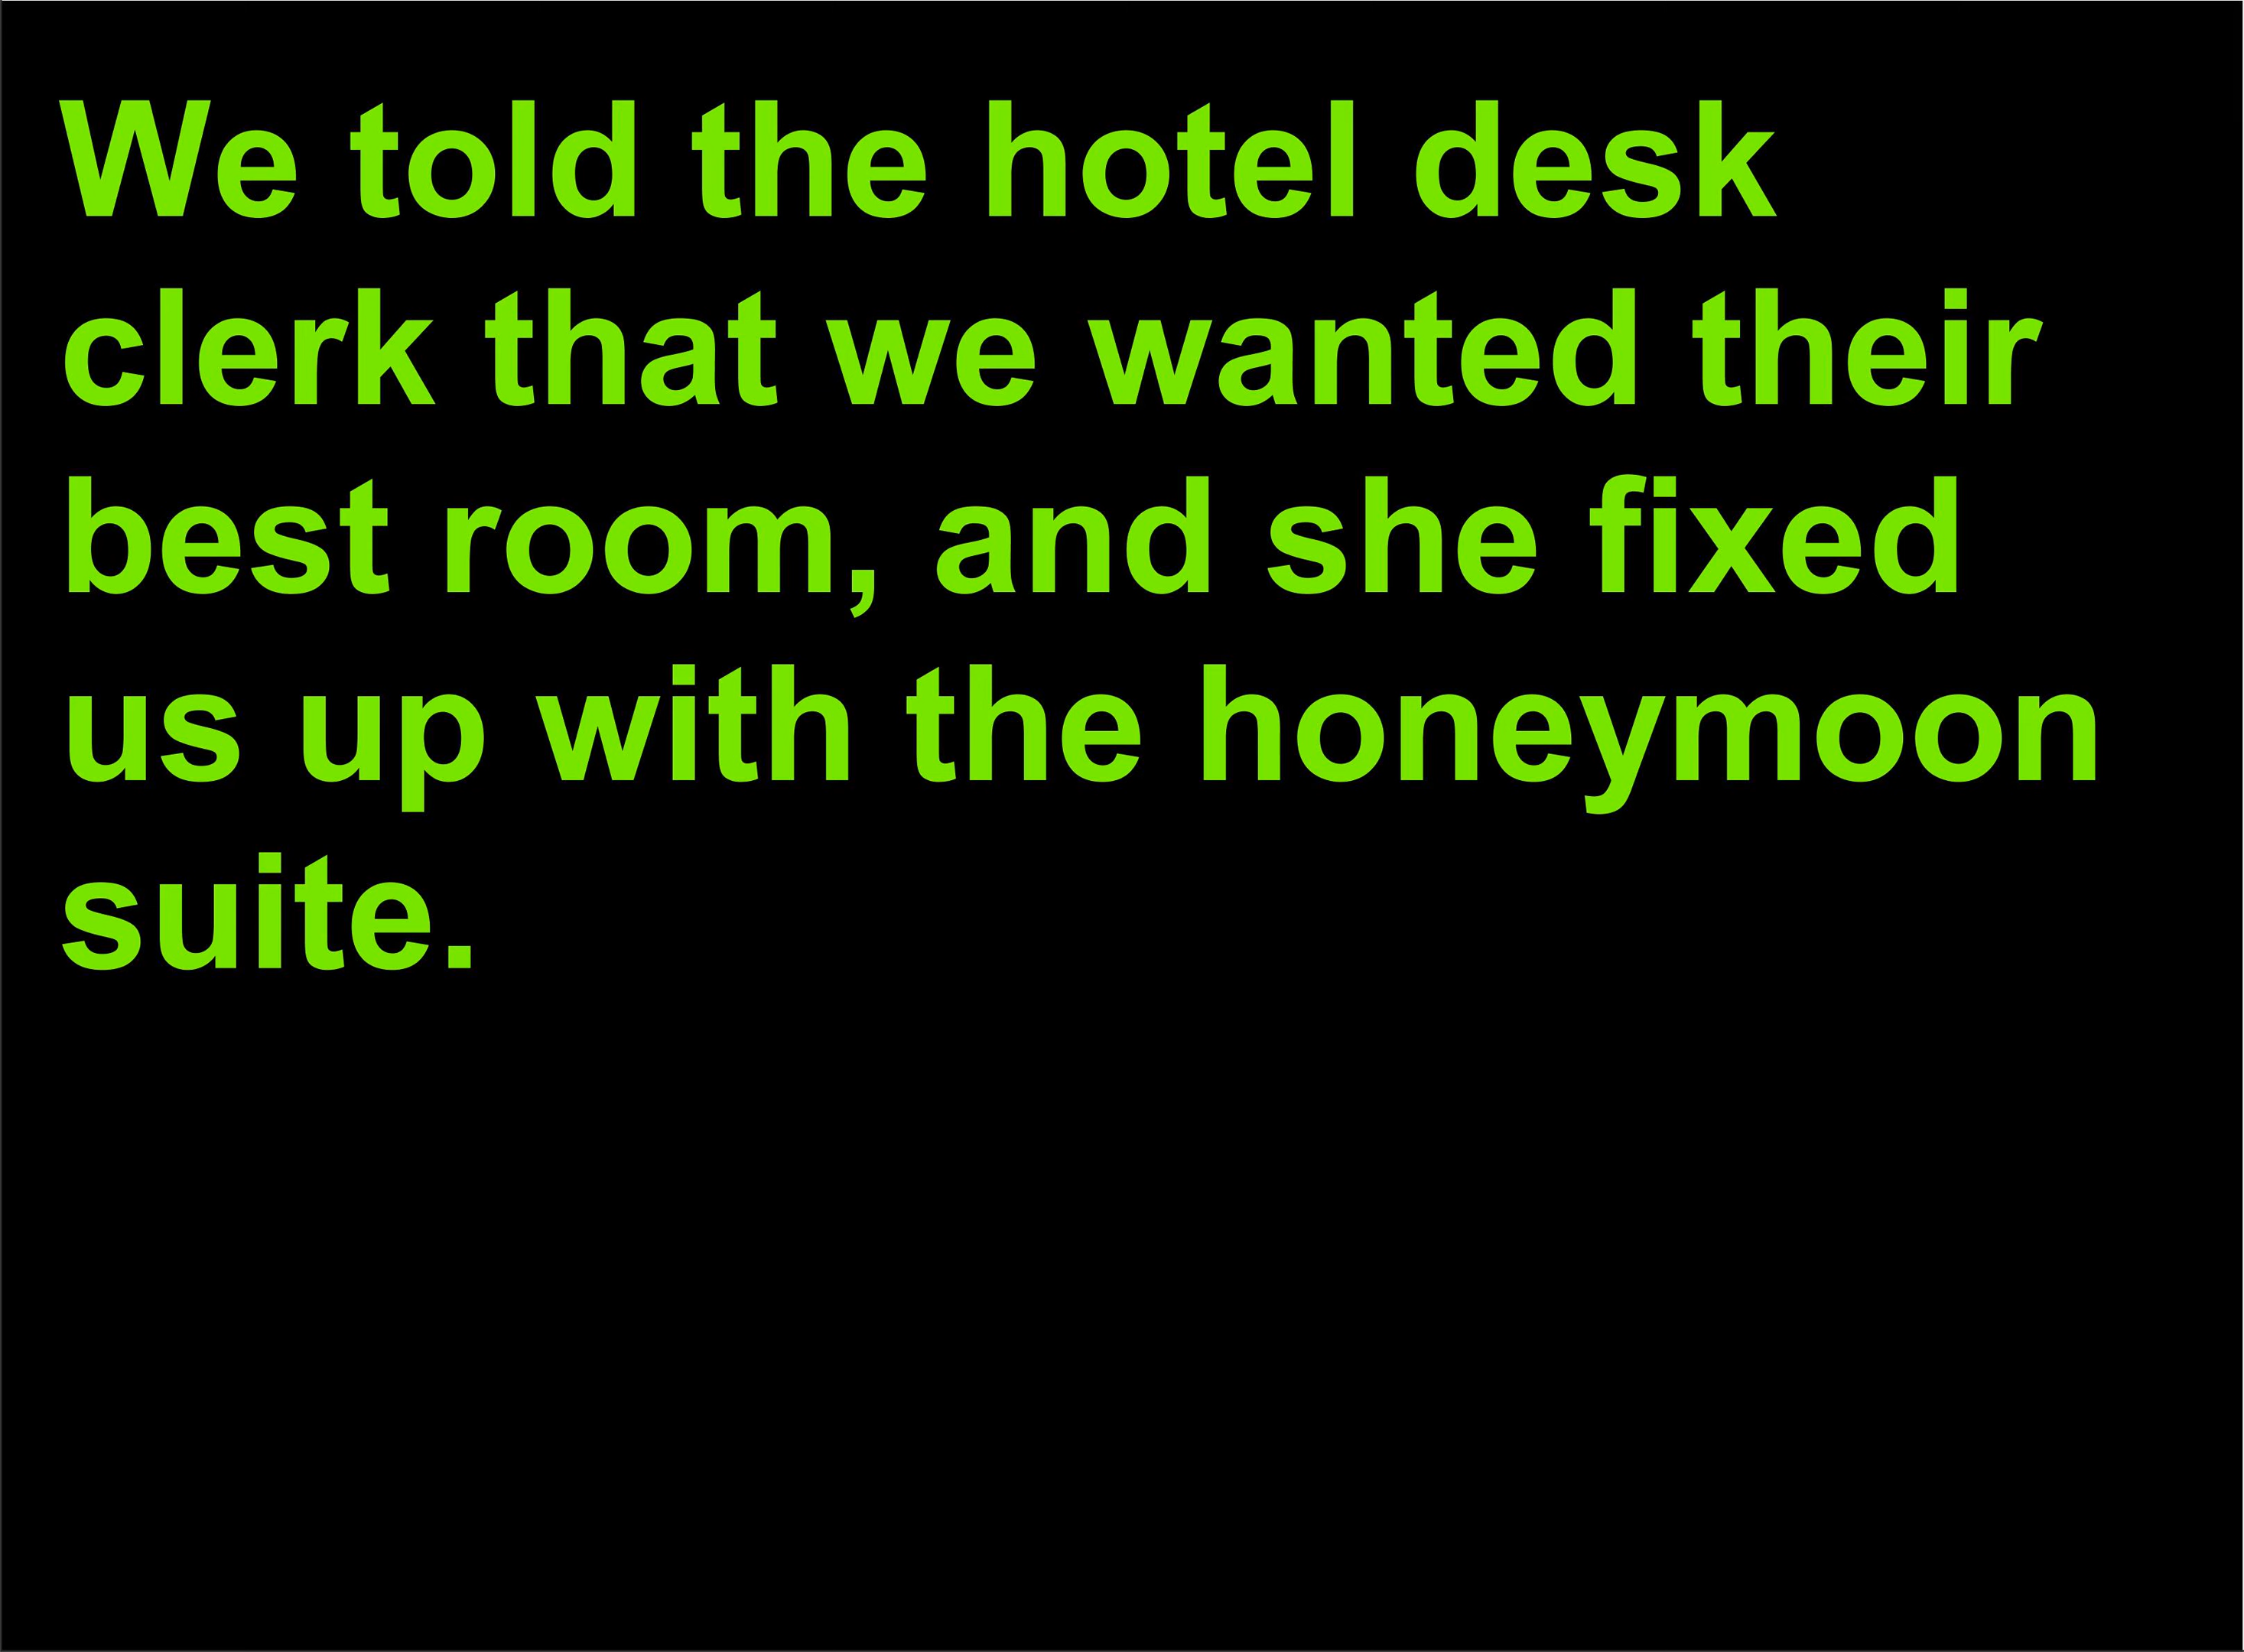 We told the hotel desk
clerk that we wanted their
best room, and she fixed
us up with the honeymoon
suite.